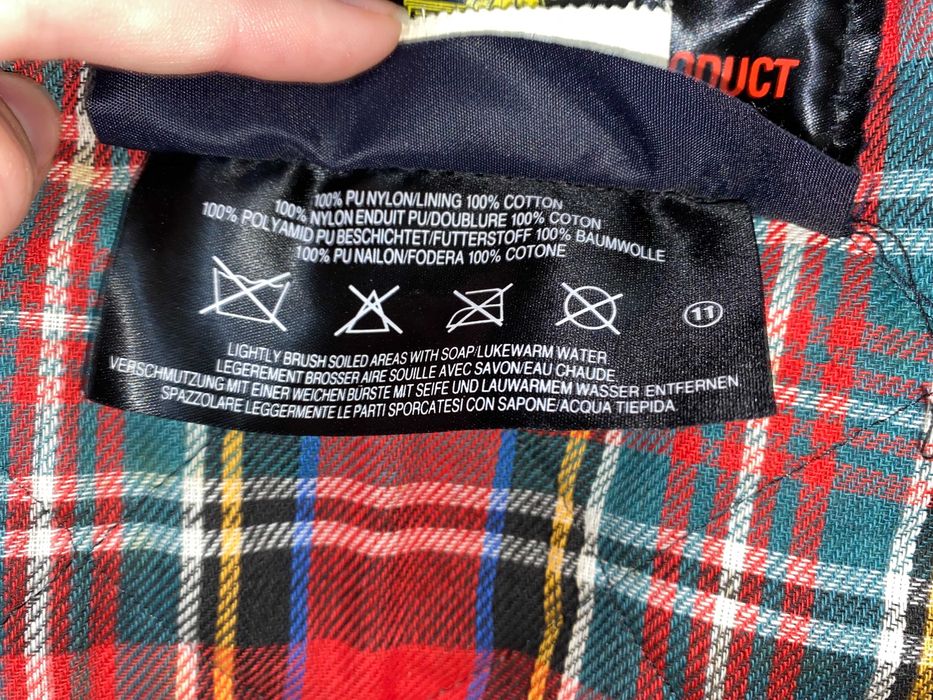 ODUCT
100% PU NYLON/LINING 100% COTTON
100% NYLON ENDUIT PU/DOUBLURE 100% COTON
100% POLYAMID PU BESCHICHTET/FUTTERSTOFF 100% BAUMWOLLE
100% PU NAILON/FODERA 100% COTONE
11
LIGHTLY BRUSH SOILED AREAS WITH SOAP/LUKEWARM WATER
LEGEREMENT BROSSER AIRE SOUILLE AVEC SAVON/EAU CHAUDE
VERSCHMUTZUNG MIT EINER WEICHEN BÜRSTE MIT SEIFE UND LAUWARMEM WASSER ENTFERNEN
SPAZZOLARE LEGGERMENTE LE PARTI SPORCATESI CON SAPONE/ACQUA TIEPIDA